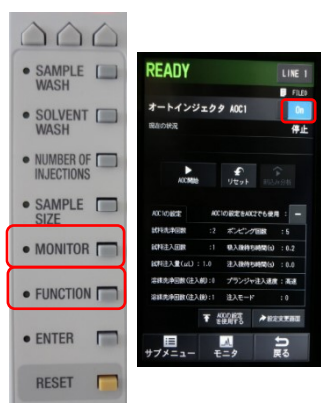 SAMPLE
WASH
SOLVENT
WASH
NUMBER OF
INJECTIONS
SAMPLE
SIZE
MONITOR
FUNCTION
ENTER
RESET
READY
LINE 1
FILE0
オートインジェクタ AOC1
On
現在の状況
停止
AOC開始
リセット
割込み分析
AOC1の設定 AOC1の設定をAOC2でも使用 : −
試料洗浄回数 :2 ポンピング回数 : 5
試料注入回数 :1 吸入後待ち時間(s) : 0.2
試料注入量(uL) : 1.0 注入後待ち時間(s) : 0.0
溶媒洗浄回数(注入前):0 プランジャ注入速度 : 高速
溶媒洗浄回数(注入後):1 注入モード : 0
AOCの設定
を使用する
設定変更画面
サブメニュー
モニタ
戻る